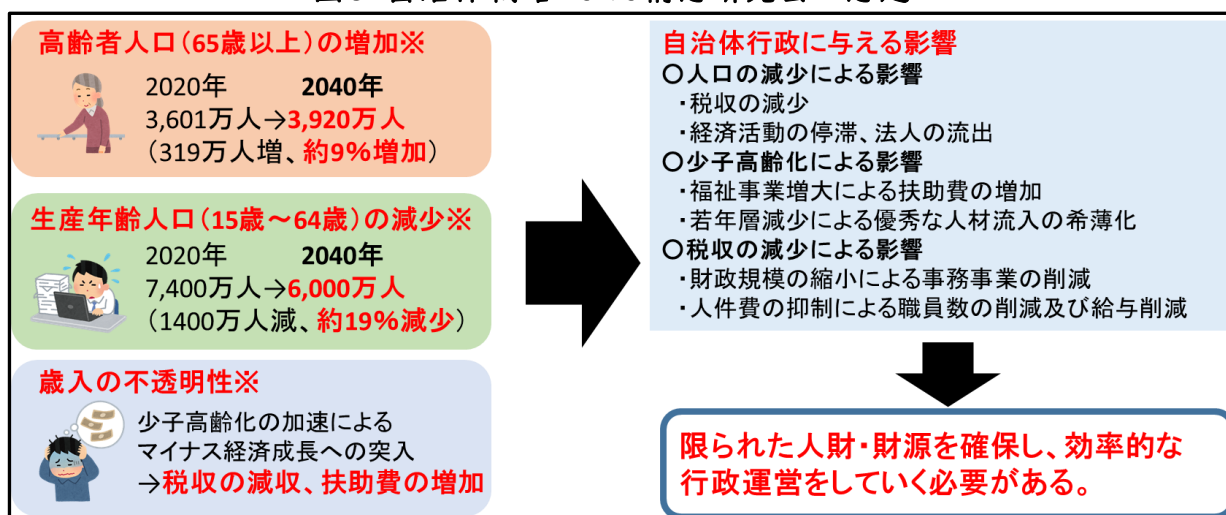 高齢者人口(65歳以上)の増加※
2020年 2040年
3,601万人→3,920万人
(319万人増、約9%増加)
生産年齢人口(15歳～64歳)の減少※
2020年 2040年
7,400万人→6,000万人
(1400万人減、約19%減少)
歳入の不透明性※
少子高齢化の加速による
マイナス経済成長への突入
→税収の減収、扶助費の増加
自治体行政に与える影響
〇人口の減少による影響
・税収の減少
・経済活動の停滞、法人の流出
〇少子高齢化による影響
・福祉事業増大による扶助費の増加
・若年層減少による優秀な人材流入の希薄化
〇税収の減少による影響
・財政規模の縮小による事務事業の削減
・人件費の抑制による職員数の削減及び給与削減
限られた人財・財源を確保し、効率的な
行政運営をしていく必要がある。